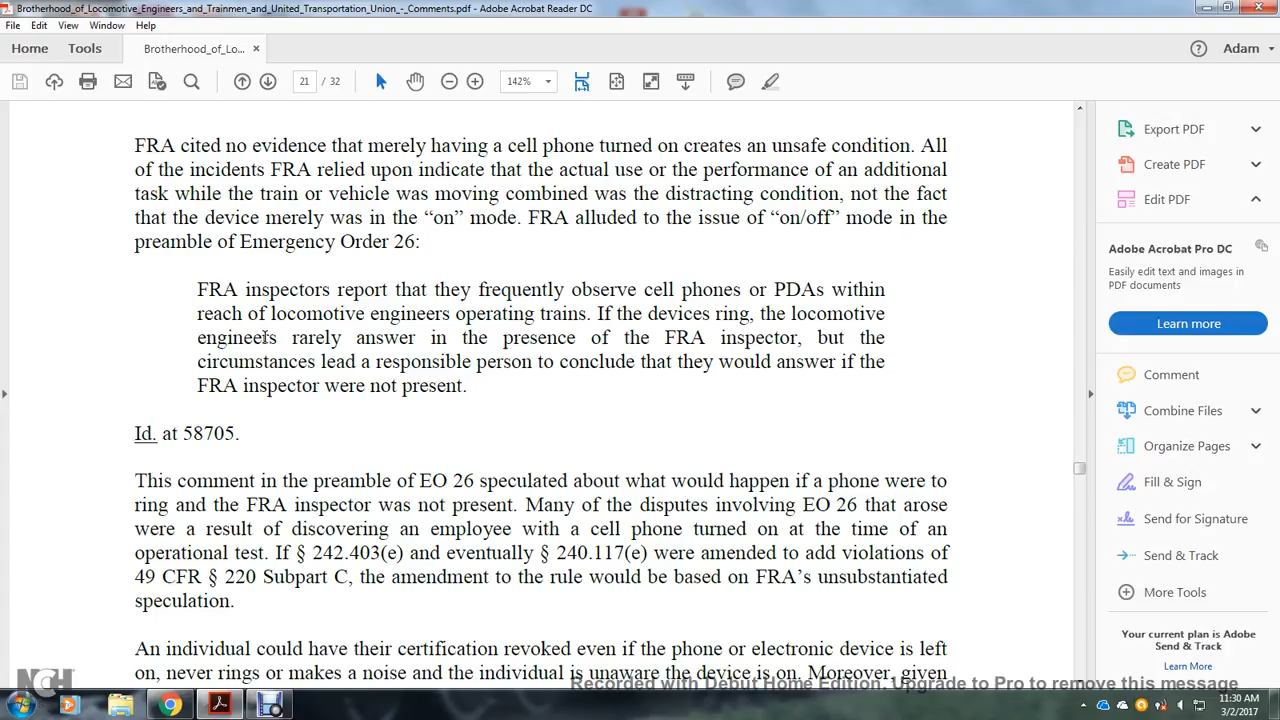 Brotherhood_of_Locomotive_Engineers_and_Trainmen_and_United_Transportation_Union_-_Comments.pdf - Adobe Acrobat Reader DC
File Edit View Window Help
Home Tools Brotherhood_of_Lo... × Adam
21 / 32 142%
FRA cited no evidence that merely having a cell phone turned on creates an unsafe condition. All
of the incidents FRA relied upon indicate that the actual use or the performance of an additional
task while the train or vehicle was moving combined was the distracting condition, not the fact
that the device merely was in the “on” mode. FRA alluded to the issue of “on/off” mode in the
preamble of Emergency Order 26:
FRA inspectors report that they frequently observe cell phones or PDAs within
reach of locomotive engineers operating trains. If the devices ring, the locomotive
engineers rarely answer in the presence of the FRA inspector, but the
circumstances lead a responsible person to conclude that they would answer if the
FRA inspector were not present.
Id. at 58705.
This comment in the preamble of EO 26 speculated about what would happen if a phone were to
ring and the FRA inspector was not present. Many of the disputes involving EO 26 that arose
were a result of discovering an employee with a cell phone turned on at the time of an
operational test. If § 242.403(e) and eventually § 240.117(e) were amended to add violations of
49 CFR § 220 Subpart C, the amendment to the rule would be based on FRA’s unsubstantiated
speculation.
An individual could have their certification revoked even if the phone or electronic device is left
on, never rings or makes a noise and the individual is unaware the device is on. Moreover, given
Export PDF
Create PDF
Edit PDF
Adobe Acrobat Pro DC
Easily edit text and images in
PDF documents
Learn more
Comment
Combine Files
Organize Pages
Fill & Sign
Send for Signature
Send & Track
More Tools
Your current plan is Adobe
Send & Track
Learn More
NCH
Recorded with Debut Home Edition. Upgrade to Pro to remove this message
11:30 AM
3/2/2017